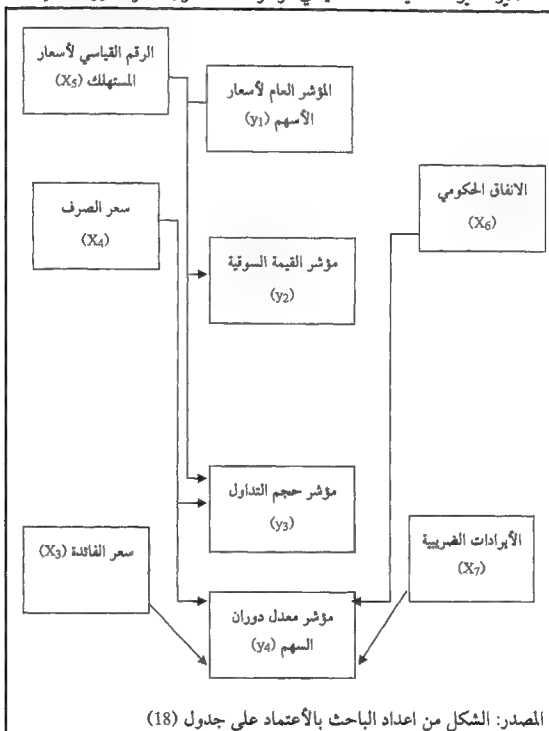 الرقم القياسي لأسعار
المستهلك (X5)
المؤشر العام لأسعار
الأسهم (y1)
الانفاق الحكومي
(X6)
سعر الصرف
(X4)
مؤشر القيمة السوقية
(y2)
مؤشر حجم التداول
(y3)
سعر الفائدة (X3)
الأيرادات الضريبية
(X7)
مؤشر معدل دوران
السهم (y4)
المصدر: الشكل من اعداد الباحث بالأعتماد على جدول (18)